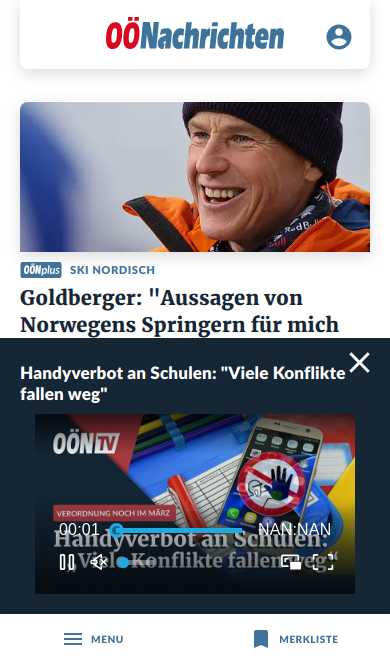 OÖNachrichten
OÖNplus SKI NORDISCH
Goldberger: "Aussagen von
Norwegens Springern für mich
Handyverbot an Schulen: "Viele Konflikte
fallen weg"
OÖN TV
VERORDNUNG NOCH IM MÄRZ
00:01 NAN:NAN
Handyverbot an Schulen:
„Viele Konflikte fallen weg“
MENU MERKLISTE